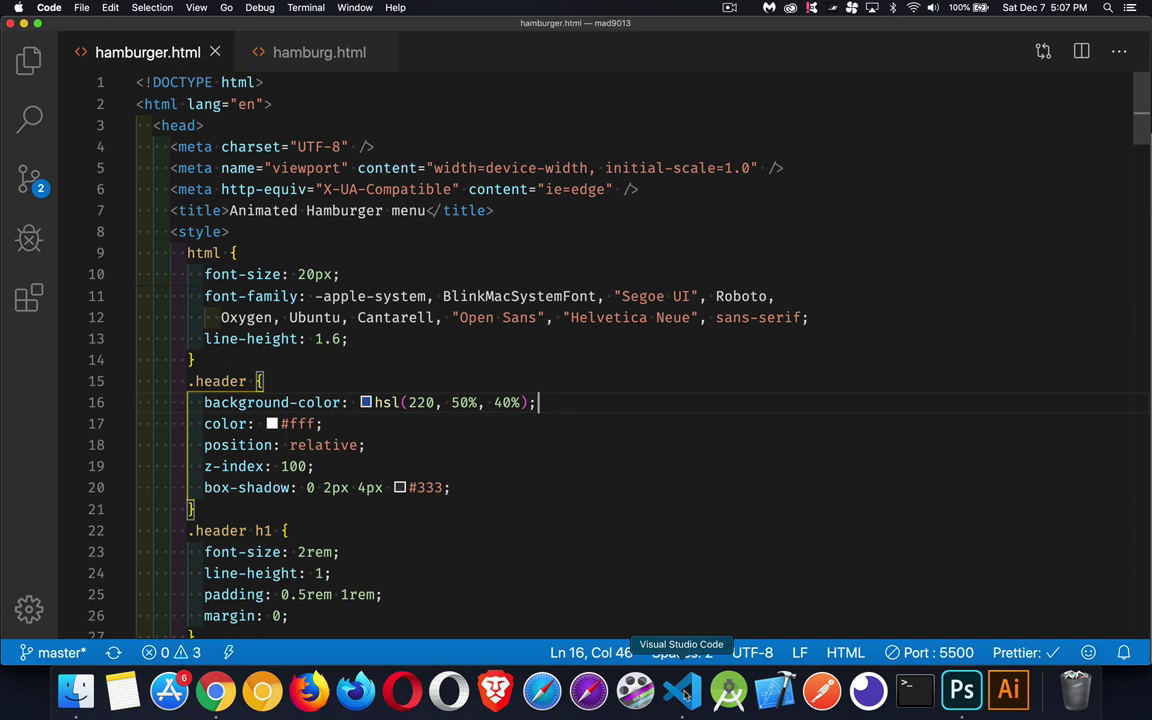 Code File Edit Selection View Go Debug Terminal Window Help 100% Sat Dec 7 5:07 PM
hamburger.html — mad9013
hamburger.html hamburg.html
1 <!DOCTYPE html>
2 <html lang="en">
3 <head>
4 <meta charset="UTF-8" />
5 <meta name="viewport" content="width=device-width, initial-scale=1.0" />
6 <meta http-equiv="X-UA-Compatible" content="ie=edge" />
7 <title>Animated Hamburger menu</title>
8 <style>
9 html {
10 font-size: 20px;
11 font-family: -apple-system, BlinkMacSystemFont, "Segoe UI", Roboto,
12 Oxygen, Ubuntu, Cantarell, "Open Sans", "Helvetica Neue", sans-serif;
13 line-height: 1.6;
14 }
15 .header {
16 background-color: hsl(220, 50%, 40%);
17 color: #fff;
18 position: relative;
19 z-index: 100;
20 box-shadow: 0 2px 4px #333;
21 }
22 .header h1 {
23 font-size: 2rem;
24 line-height: 1;
25 padding: 0.5rem 1rem;
26 margin: 0;
27 }
2
Visual Studio Code
master* 0 3 Ln 16, Col 46 UTF-8 LF HTML Port : 5500 Prettier: ✓
6 >_ Ps Ai